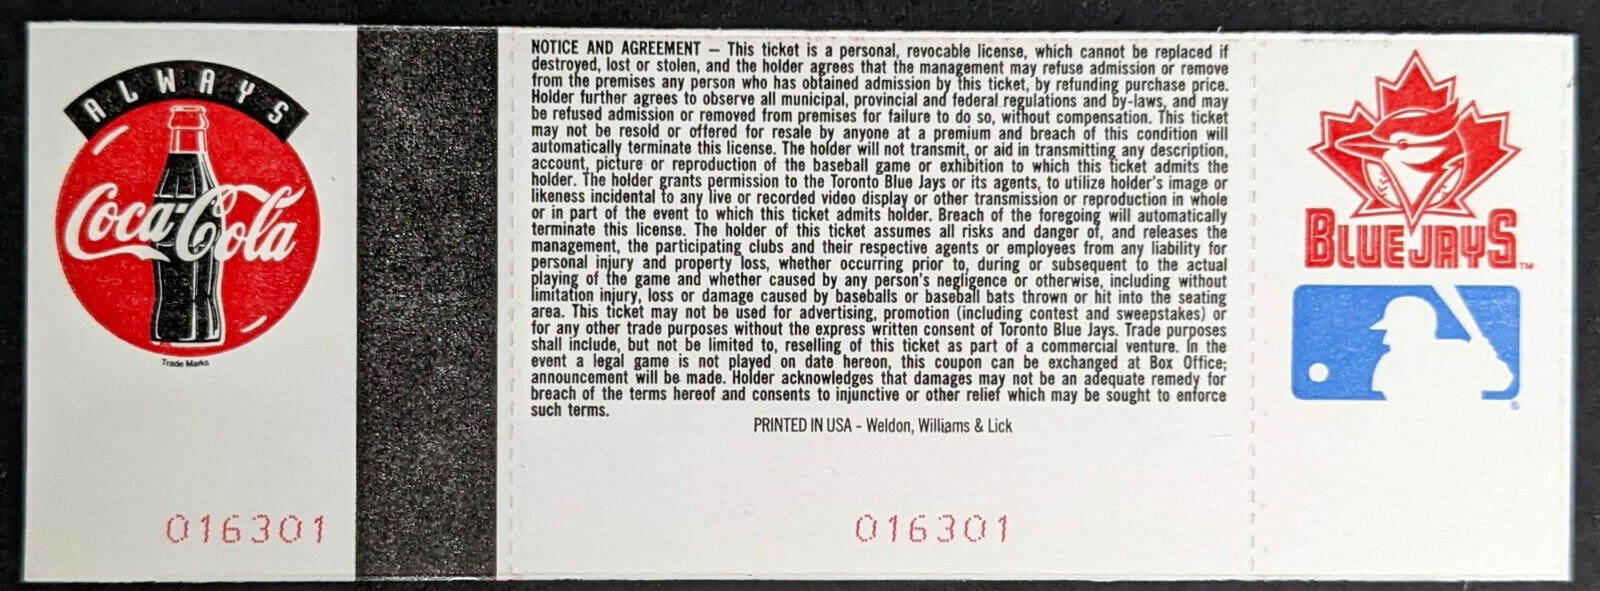 ALWAYS
Coca-Cola
Trade Marks
016301
NOTICE AND AGREEMENT – This ticket is a personal, revocable license, which cannot be replaced if
destroyed, lost or stolen, and the holder agrees that the management may refuse admission or remove
from the premises any person who has obtained admission by this ticket, by refunding purchase price.
Holder further agrees to observe all municipal, provincial and federal regulations and by-laws, and may
be refused admission or removed from premises for failure to do so, without compensation. This ticket
may not be resold or offered for resale by anyone at a premium and breach of this condition will
automatically terminate this license. The holder will not transmit, or aid in transmitting any description,
account, picture or reproduction of the baseball game or exhibition to which this ticket admits the
holder. The holder grants permission to the Toronto Blue Jays or its agents, to utilize holder's image or
likeness incidental to any live or recorded video display or other transmission or reproduction in whole
or in part of the event to which this ticket admits holder. Breach of the foregoing will automatically
terminate this license. The holder of this ticket assumes all risks and danger of, and releases the
management, the participating clubs and their respective agents or employees from any liability for
personal injury and property loss, whether occurring prior to, during or subsequent to the actual
playing of the game and whether caused by any person's negligence or otherwise, including without
limitation injury, loss or damage caused by baseballs or baseball bats thrown or hit into the seating
area. This ticket may not be used for advertising, promotion (including contest and sweepstakes) or
for any other trade purposes without the express written consent of Toronto Blue Jays. Trade purposes
shall include, but not be limited to, reselling of this ticket as part of a commercial venture. In the
event a legal game is not played on date hereon, this coupon can be exchanged at Box Office;
announcement will be made. Holder acknowledges that damages may not be an adequate remedy for
breach of the terms hereof and consents to injunctive or other relief which may be sought to enforce
such terms.
PRINTED IN USA - Weldon, Williams & Lick
016301
BLUE JAYS TM
®